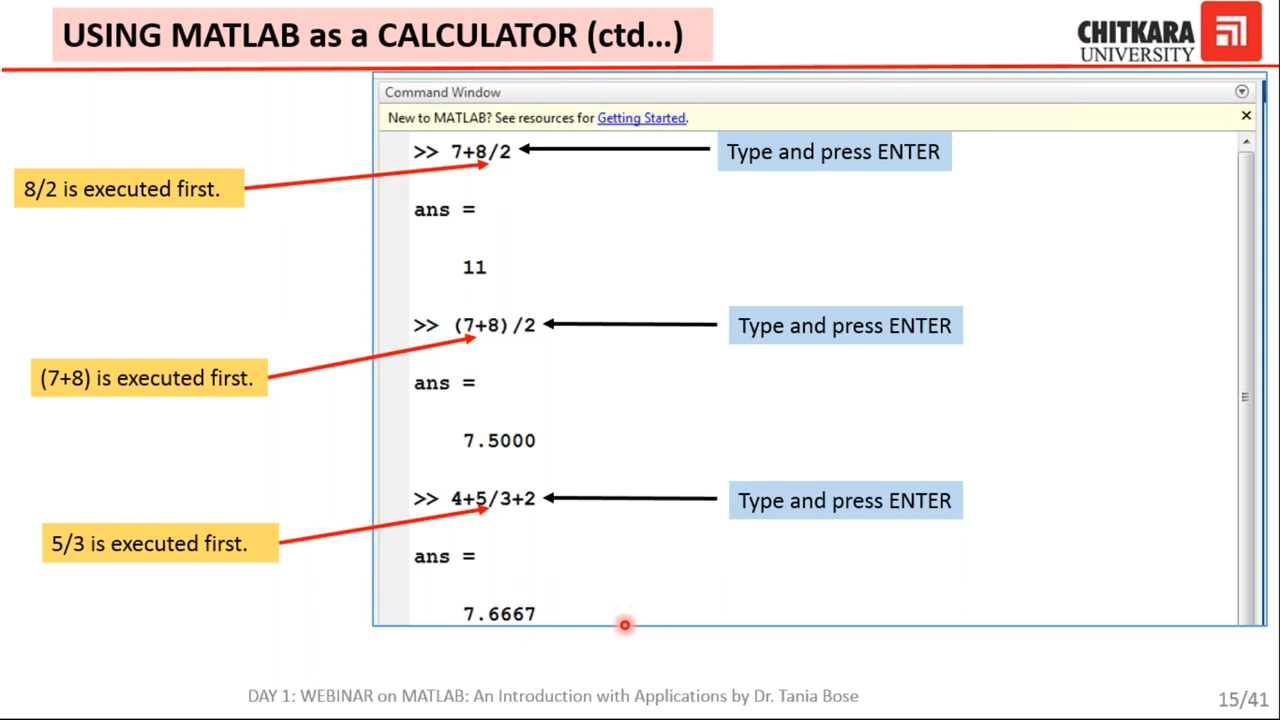 USING MATLAB as a CALCULATOR (ctd...)
CHITKARA
UNIVERSITY
Command Window
New to MATLAB? See resources for Getting Started.
>> 7+8/2
Type and press ENTER
8/2 is executed first.
ans =
11
>> (7+8)/2
Type and press ENTER
(7+8) is executed first.
ans =
7.5000
>> 4+5/3+2
Type and press ENTER
5/3 is executed first.
ans =
7.6667
DAY 1: WEBINAR on MATLAB: An Introduction with Applications by Dr. Tania Bose
15/41